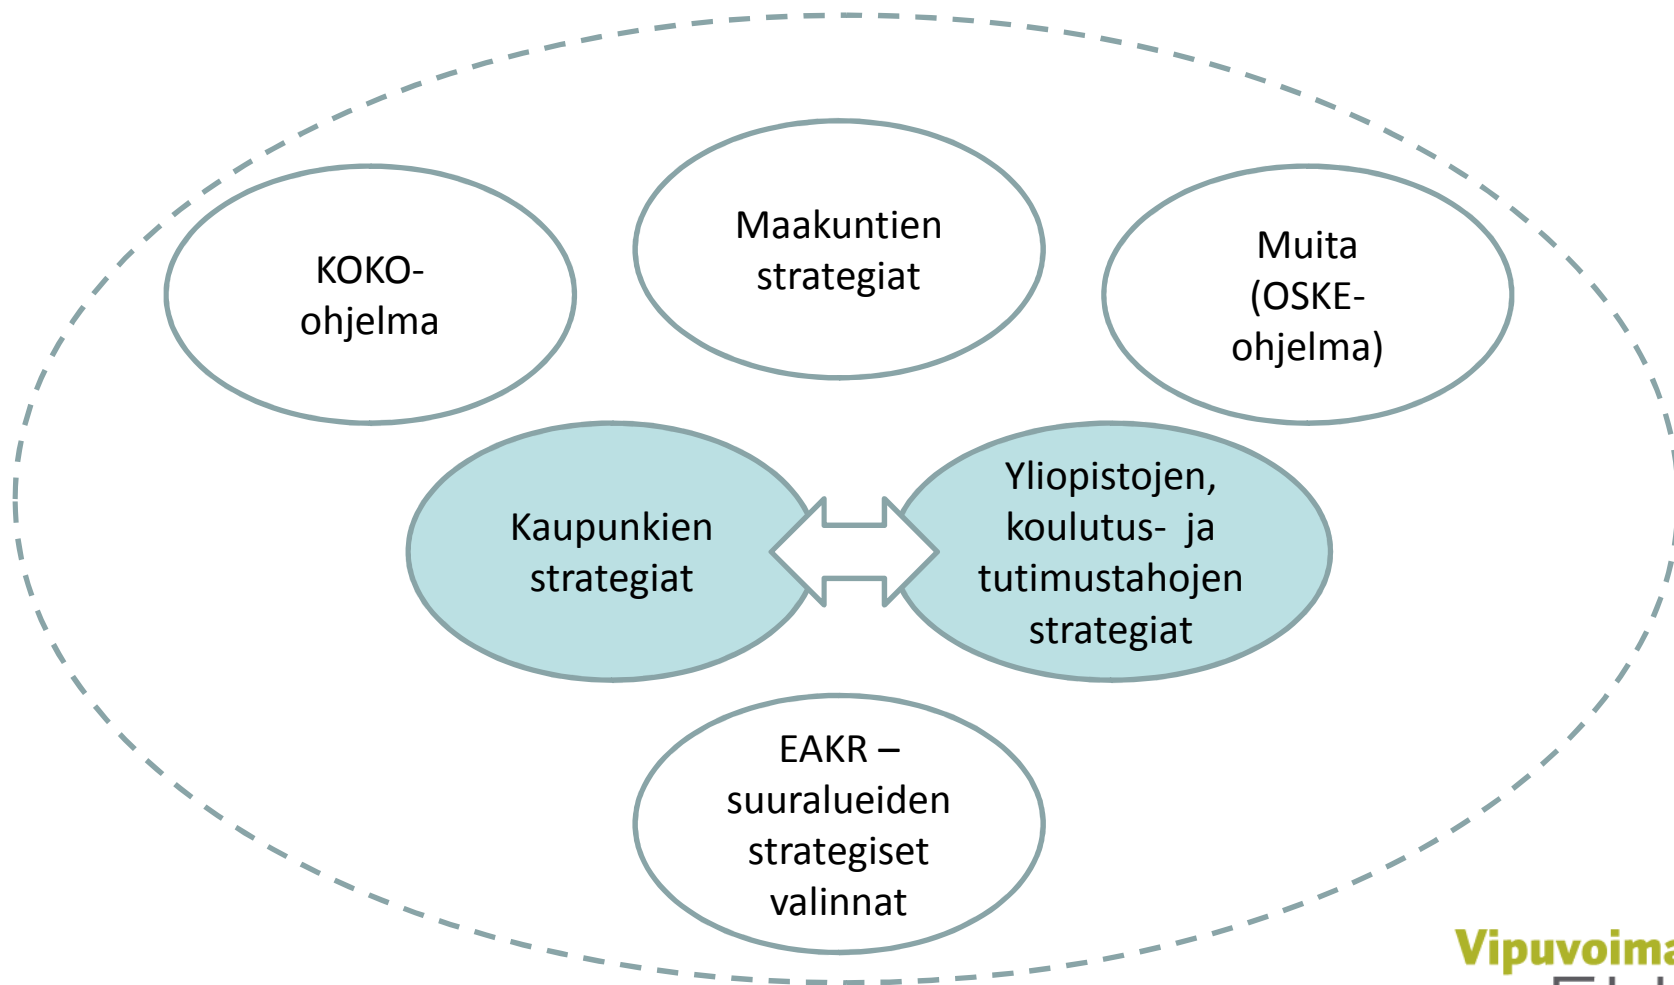 KOKO-
ohjelma
Maakuntien
strategiat
Muita
(OSKE-
ohjelma)
Kaupunkien
strategiat
Yliopistojen,
koulutus- ja
tutimustahojen
strategiat
EAKR –
suuralueiden
strategiset
valinnat
Vipuvoima